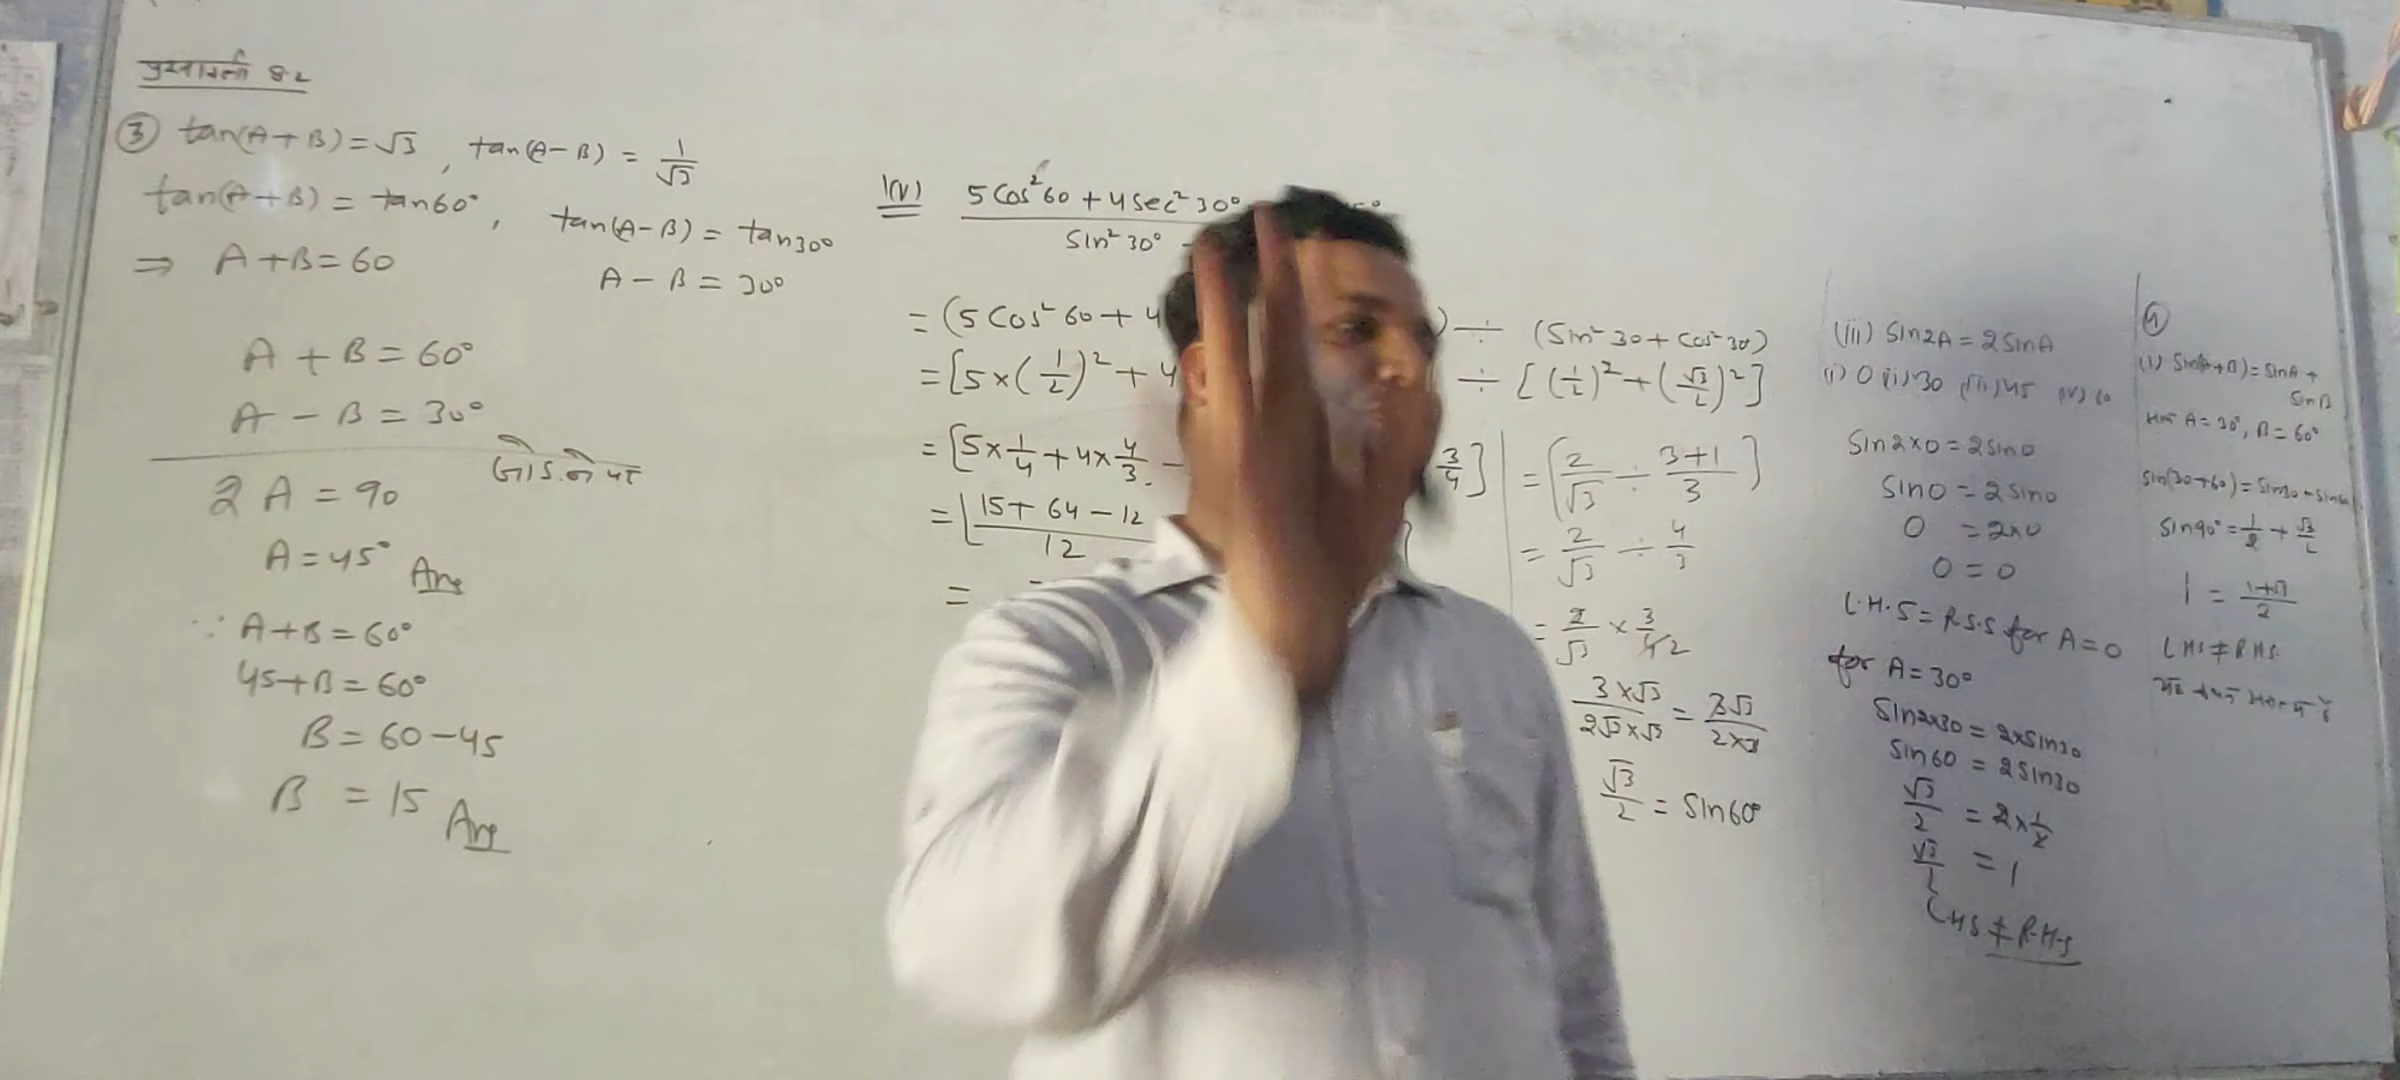 प्रश्नावली 8.2
③ tan(A+B)=√3, tan(A-B) = 1/√3
tan(A+B) = tan60°, tan(A-B) = tan30°
⇒ A+B=60
A-B = 30°
A+B=60°
A-B = 30°
जोड़ने पर
2A = 90
A=45° Ans
∵ A+B=60°
45+B=60°
B=60-45
B = 15 Ans
1(V) 5Cos²60+4sec²30°
Sin²30°
= (5Cos²60+4 ) ÷ (Sin²30+Cos²30)
= [5×(1/2)²+4 ÷ [(1/2)²+(√3/2)²]
= [5×1/4+4×4/3- 3/4]
= [15+64-12
12
=
= [2/√3 ÷ 3+1/3]
= 2/√3 ÷ 4/3
= 2/√3 × 3/4 2
3×√3/2√3×√3 = 3√3/2×3
√3/2 = Sin60°
(iii) Sin2A=2SinA
(i) 0 (ii) 30 (iii) 45 (iv) 60
Sin2×0=2Sin0
Sin0=2Sin0
0 =2×0
0=0
L.H.S=R.S.S for A=0
for A=30°
Sin2×30=2×Sin30
Sin60=2Sin30
√3/2 = 2×1/2
√3/2 = 1
LHS≠R.H.S
④
(i) Sin(A+B)=SinA+
SinB
A=30°, B=60°
Sin(30+60)=Sin30+Sin60
Sin90°=1/2+√3/2
1 = 1+√3/2
LHS≠RHS